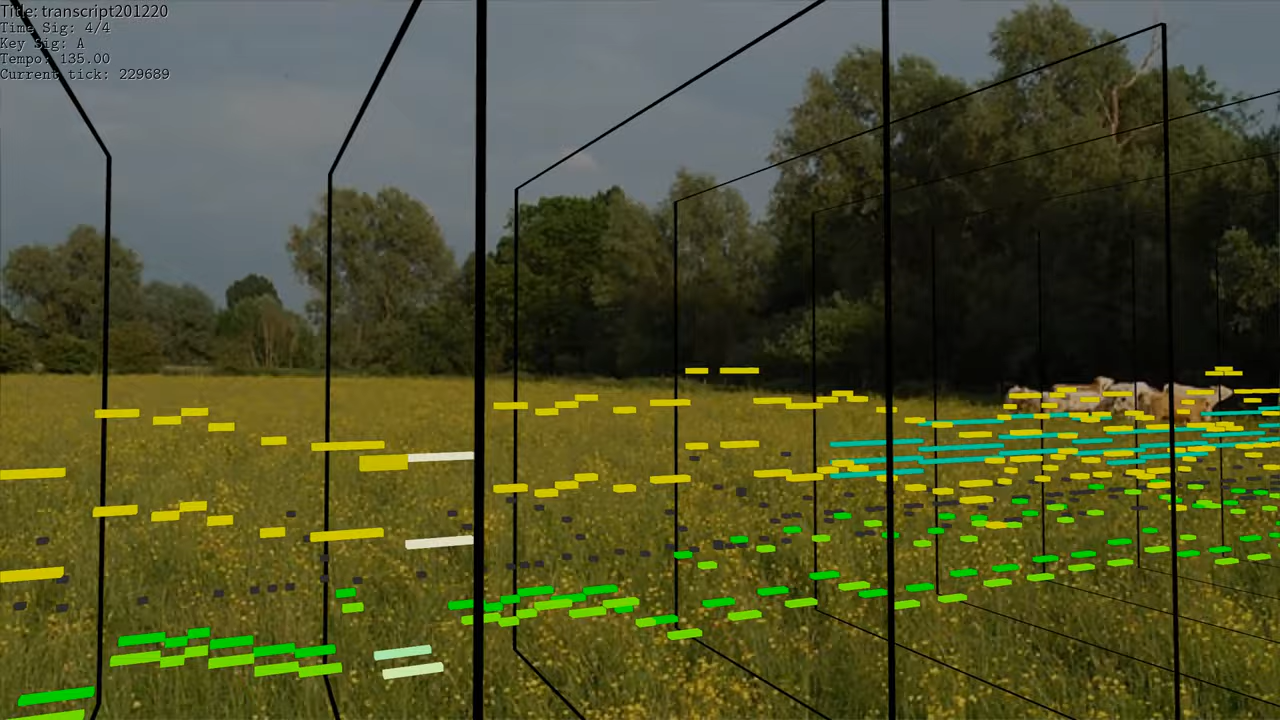 Title: transcript201220
Time Sig: 4/4
Key Sig: A
Tempo: 135.00
Current tick: 229689